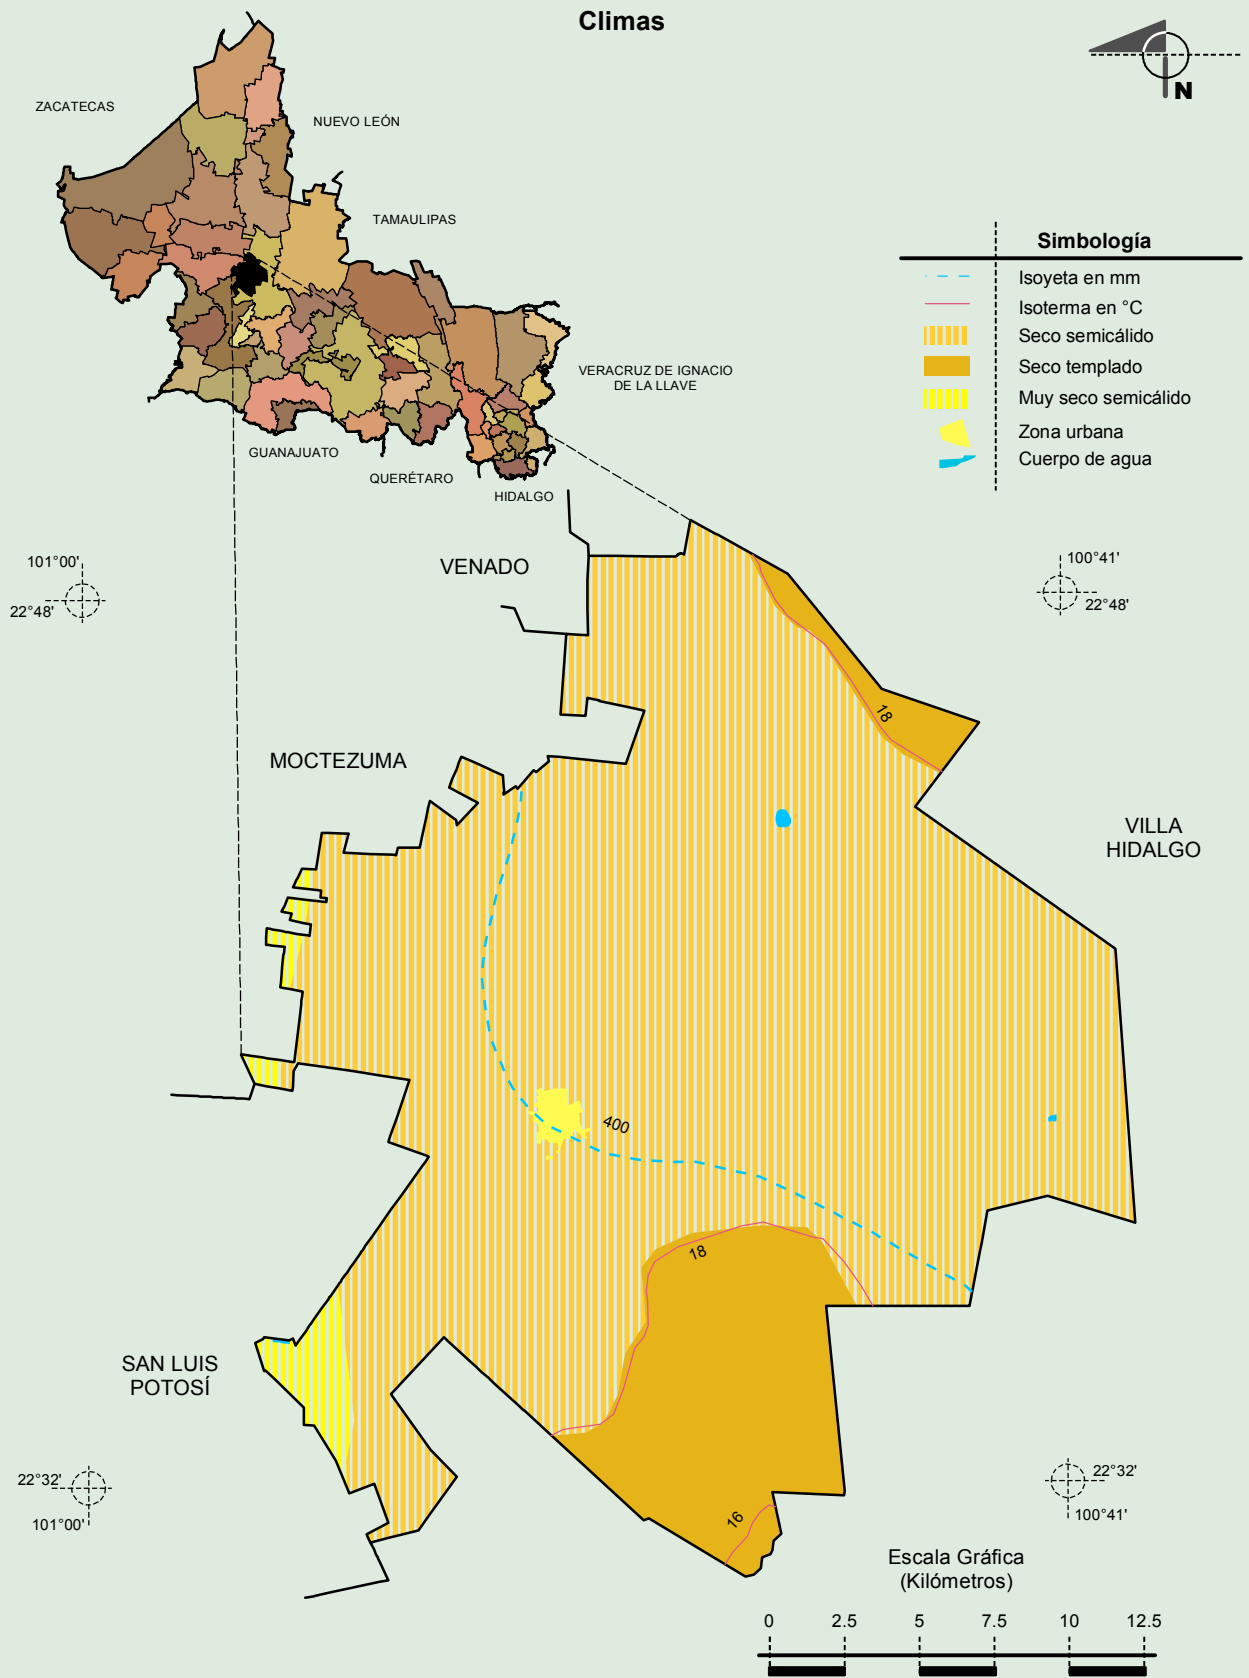 Climas
N
ZACATECAS
NUEVO LEÓN
TAMAULIPAS
VERACRUZ DE IGNACIO
DE LA LLAVE
GUANAJUATO
QUERÉTARO
HIDALGO
Simbología
Isoyeta en mm
Isoterma en °C
Seco semicálido
Seco templado
Muy seco semicálido
Zona urbana
Cuerpo de agua
101°00'
22°48'
VENADO
100°41'
22°48'
18
MOCTEZUMA
VILLA
HIDALGO
400
18
SAN LUIS
POTOSÍ
22°32'
101°00'
16
22°32'
100°41'
Escala Gráfica
(Kilómetros)
0 2.5 5 7.5 10 12.5